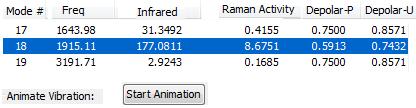 Mode # Freq Infrared Raman Activity Depolar-P Depolar-U
17 1643.98 31.3492 0.4155 0.7500 0.8571
18 1915.11 177.0811 8.6751 0.5913 0.7432
19 3191.71 2.9243 0.1685 0.7500 0.8571
Animate Vibration: Start Animation